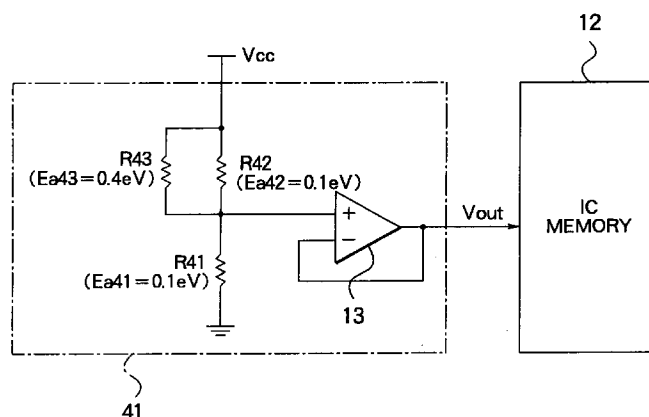 12
Vcc
R43
(Ea43=0.4eV)
R42
(Ea42=0.1eV)
+
−
Vout
IC
MEMORY
R41
(Ea41=0.1eV)
13
41